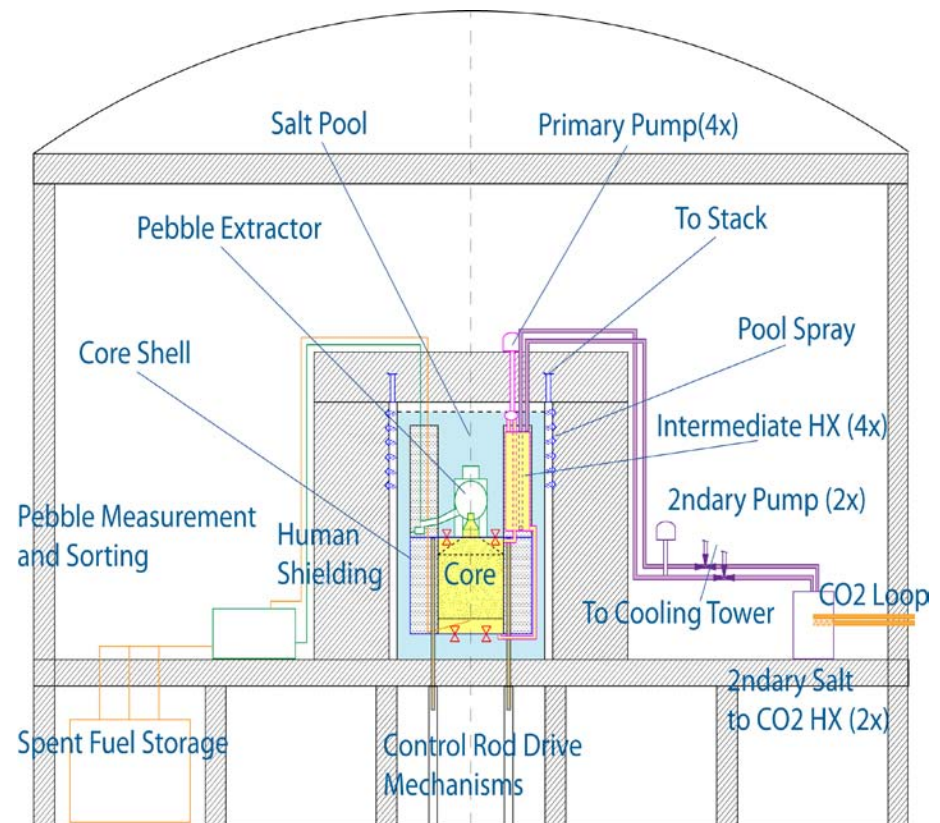 Salt Pool
Primary Pump(4x)
Pebble Extractor
To Stack
Core Shell
Pool Spray
Intermediate HX (4x)
Pebble Measurement
and Sorting
Human
Shielding
Core
2ndary Pump (2x)
To Cooling Tower
CO2 Loop
2ndary Salt
to CO2 HX (2x)
Spent Fuel Storage
Control Rod Drive
Mechanisms